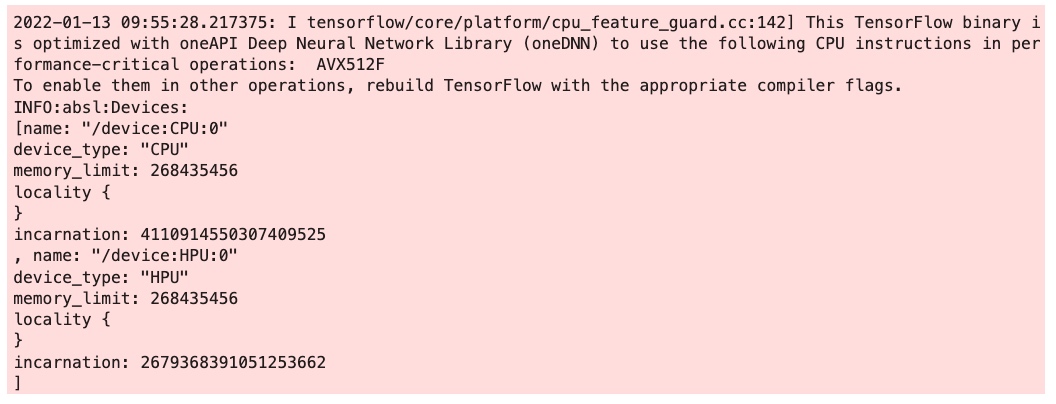 2022-01-13 09:55:28.217375: I tensorflow/core/platform/cpu_feature_guard.cc:142] This TensorFlow binary i
s optimized with oneAPI Deep Neural Network Library (oneDNN) to use the following CPU instructions in per
formance-critical operations:  AVX512F
To enable them in other operations, rebuild TensorFlow with the appropriate compiler flags.
INFO:absl:Devices:
[name: "/device:CPU:0"
device_type: "CPU"
memory_limit: 268435456
locality {
}
incarnation: 4110914550307409525
, name: "/device:HPU:0"
device_type: "HPU"
memory_limit: 268435456
locality {
}
incarnation: 2679368391051253662
]